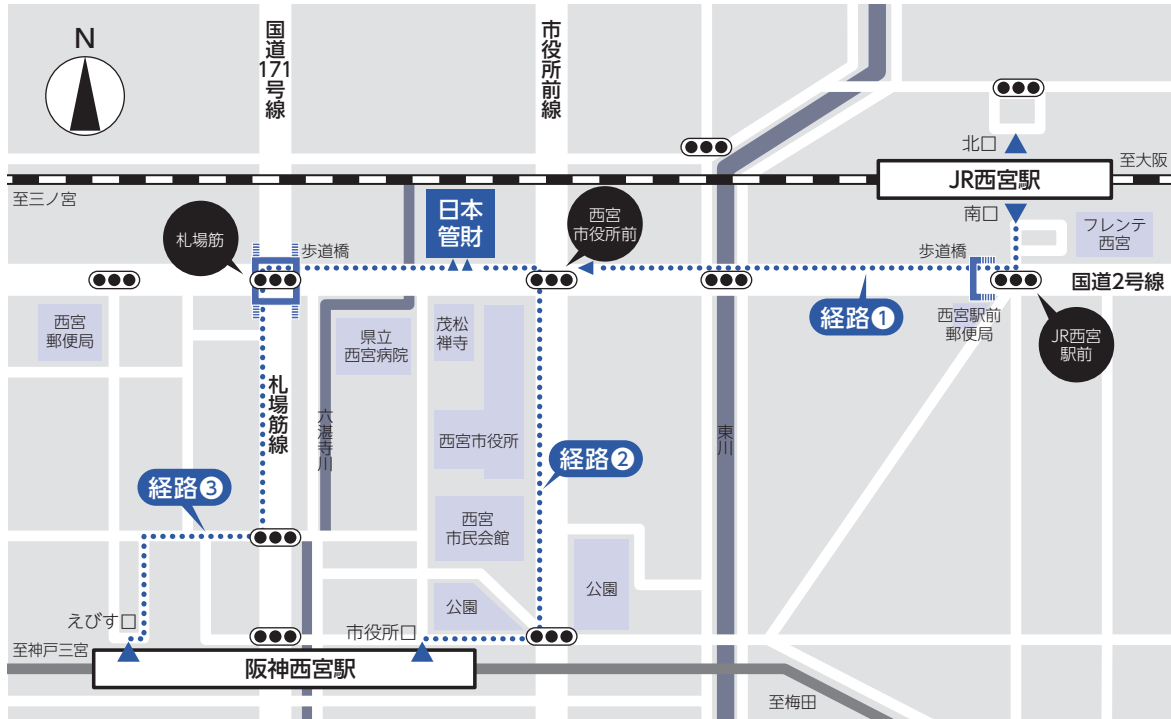 N
国道171号線
市役所前線
北口
至大阪
JR西宮駅
至三ノ宮
日本
管財
西宮
市役所前
南口
フレンテ
西宮
札場筋
歩道橋
歩道橋
国道2号線
経路❶
西宮
郵便局
県立
西宮病院
茂松
禅寺
西宮駅前
郵便局
JR西宮
駅前
札場筋線
六湛寺川
西宮市役所
東川
経路❷
経路❸
西宮
市民会館
公園
公園
えびす口
市役所口
至神戸三宮
阪神西宮駅
至梅田